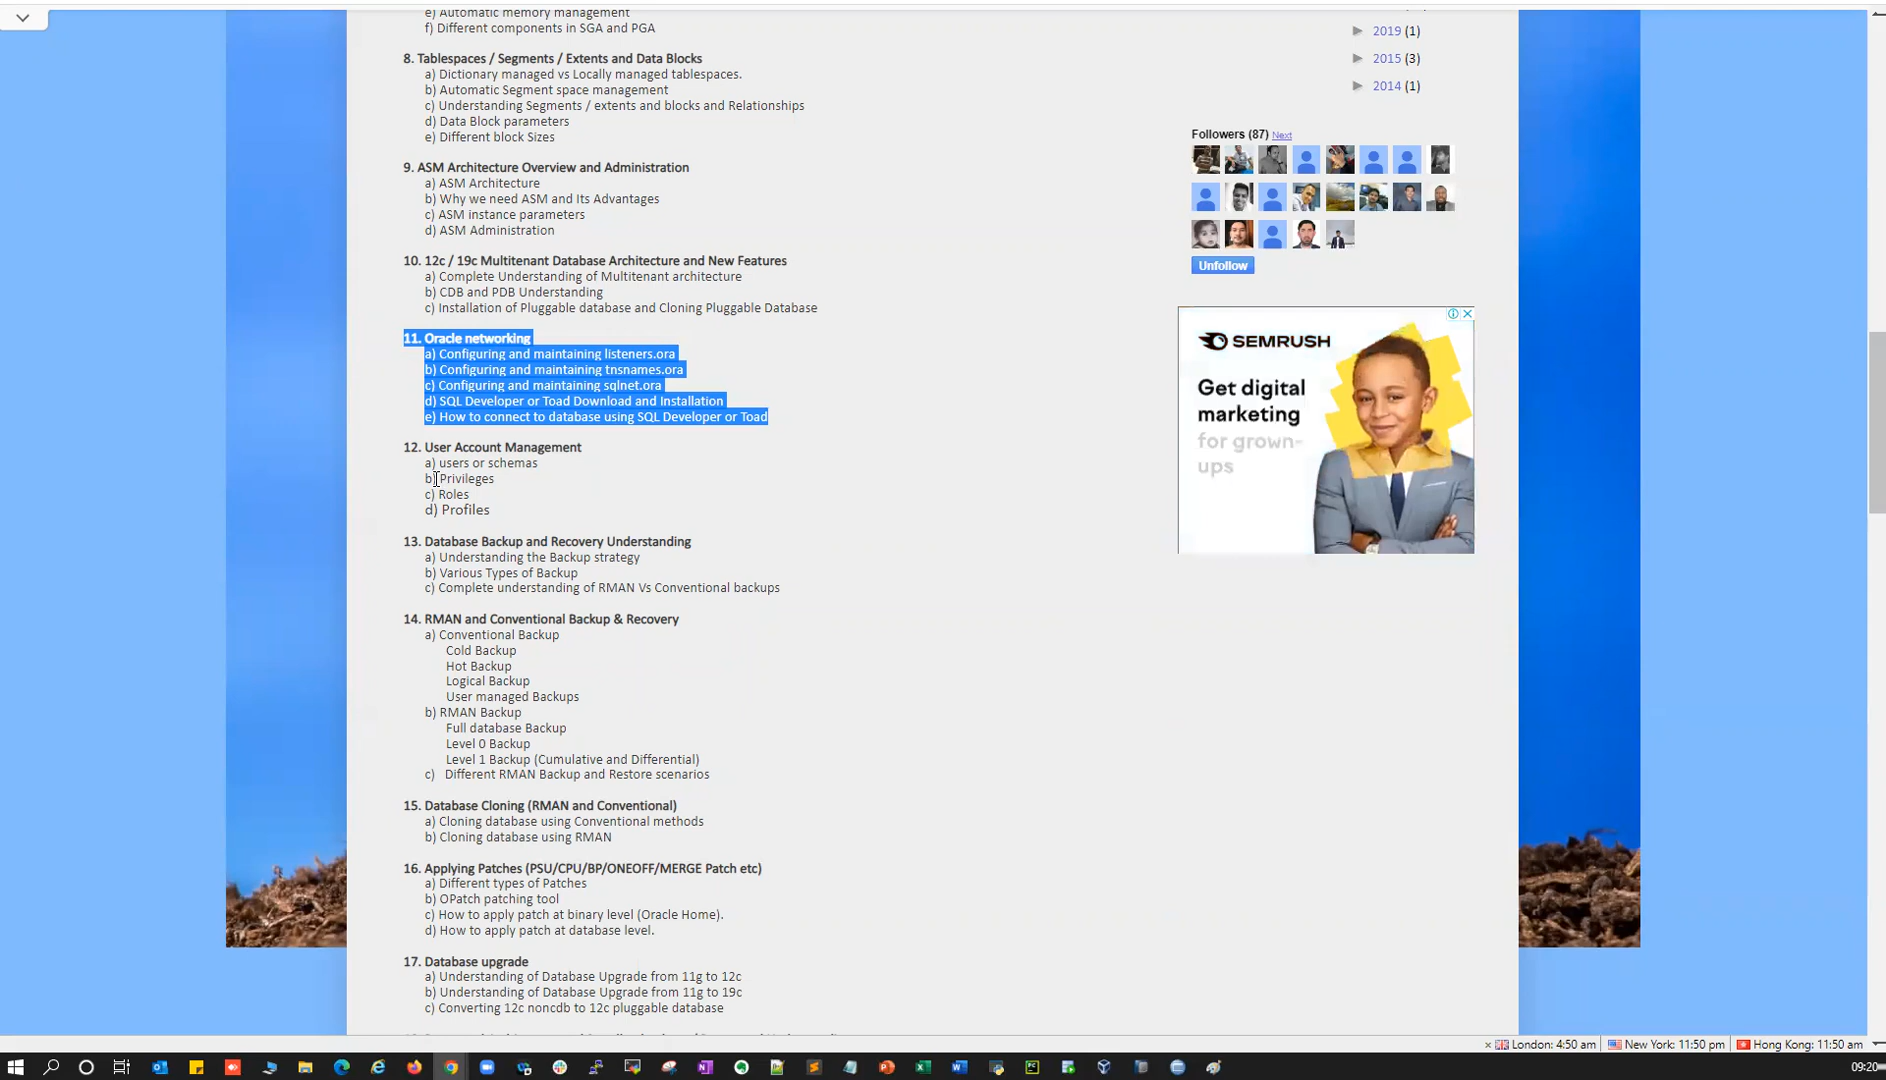 e) Automatic memory management
f) Different components in SGA and PGA
8. Tablespaces / Segments / Extents and Data Blocks
a) Dictionary managed vs Locally managed tablespaces.
b) Automatic Segment space management
c) Understanding Segments / extents and blocks and Relationships
d) Data Block parameters
e) Different block Sizes
9. ASM Architecture Overview and Administration
a) ASM Architecture
b) Why we need ASM and Its Advantages
c) ASM instance parameters
d) ASM Administration
10. 12c / 19c Multitenant Database Architecture and New Features
a) Complete Understanding of Multitenant architecture
b) CDB and PDB Understanding
c) Installation of Pluggable database and Cloning Pluggable Database
11. Oracle networking
a) Configuring and maintaining listeners.ora
b) Configuring and maintaining tnsnames.ora
c) Configuring and maintaining sqlnet.ora
d) SQL Developer or Toad Download and Installation
e) How to connect to database using SQL Developer or Toad
12. User Account Management
a) users or schemas
b) Privileges
c) Roles
d) Profiles
13. Database Backup and Recovery Understanding
a) Understanding the Backup strategy
b) Various Types of Backup
c) Complete understanding of RMAN Vs Conventional backups
14. RMAN and Conventional Backup & Recovery
a) Conventional Backup
Cold Backup
Hot Backup
Logical Backup
User managed Backups
b) RMAN Backup
Full database Backup
Level 0 Backup
Level 1 Backup (Cumulative and Differential)
c) Different RMAN Backup and Restore scenarios
15. Database Cloning (RMAN and Conventional)
a) Cloning database using Conventional methods
b) Cloning database using RMAN
16. Applying Patches (PSU/CPU/BP/ONEOFF/MERGE Patch etc)
a) Different types of Patches
b) OPatch patching tool
c) How to apply patch at binary level (Oracle Home).
d) How to apply patch at database level.
17. Database upgrade
a) Understanding of Database Upgrade from 11g to 12c
b) Understanding of Database Upgrade from 11g to 19c
c) Converting 12c noncdb to 12c pluggable database
► 2019 (1)
► 2015 (3)
► 2014 (1)
Followers (87) Next
Unfollow
SEMRUSH
Get digital
marketing
for grown-
ups
× London: 4:50 am New York: 11:50 pm Hong Kong: 11:50 am
09:20